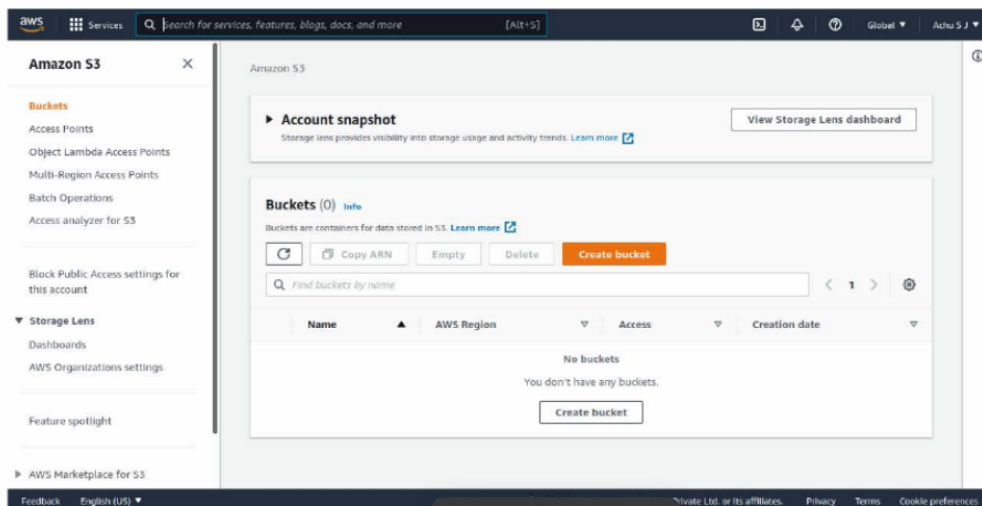 aws
Services
Search for services, features, blogs, docs, and more
[Alt+S]
Global ▼
Achu S J ▼
Amazon S3
Buckets
Access Points
Object Lambda Access Points
Multi-Region Access Points
Batch Operations
Access analyzer for S3
Block Public Access settings for
this account
Storage Lens
Dashboards
AWS Organizations settings
Feature spotlight
AWS Marketplace for S3
Amazon S3
Account snapshot
View Storage Lens dashboard
Storage lens provides visibility into storage usage and activity trends. Learn more
Buckets (0) Info
Buckets are containers for data stored in S3. Learn more
Copy ARN
Empty
Delete
Create bucket
Find buckets by name
1
Name
AWS Region
Access
Creation date
No buckets
You don't have any buckets.
Create bucket
Feedback
English (US) ▼
Private Ltd. or its affiliates.
Privacy
Terms
Cookie preferences